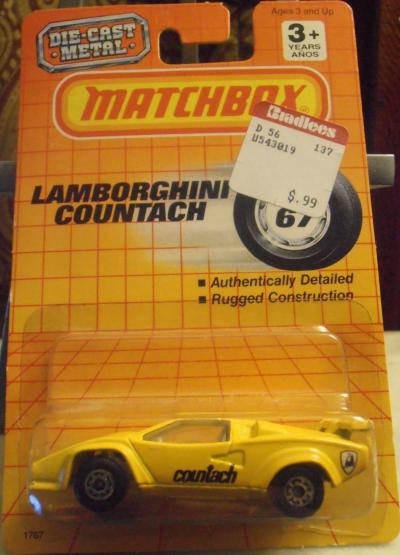 DIE-CAST
METAL
Ages 3 and Up
3+
YEARS
AÑOS
MATCHBOX
Bradlees
D 56 137
U543019
$.99
LAMBORGHINI
COUNTACH
67
■ Authentically Detailed
■ Rugged Construction
countach
1767